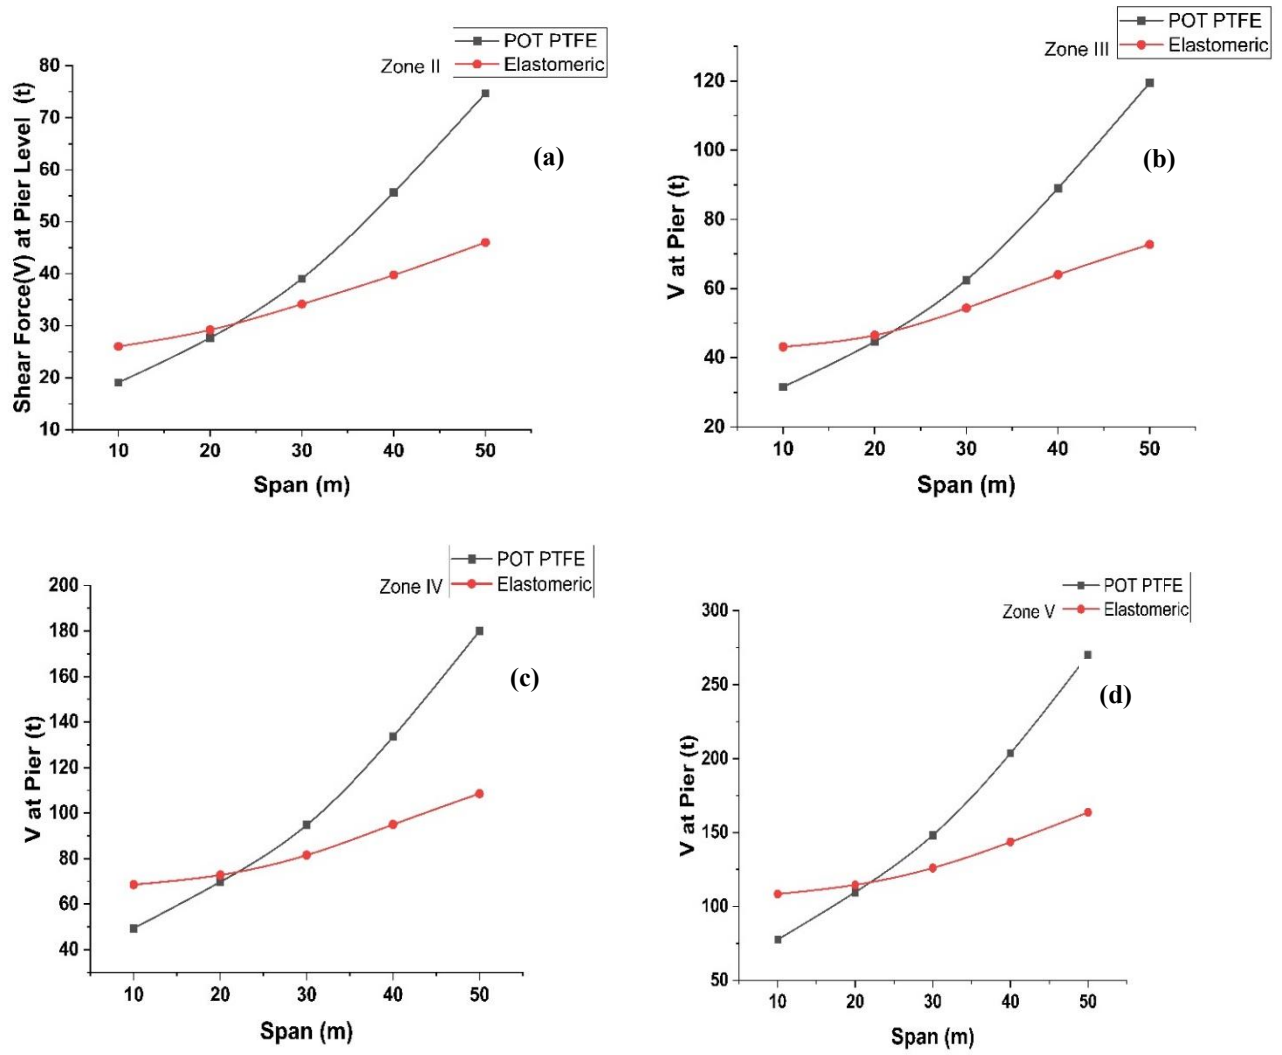 POT PTFE
Zone II
Elastomeric
80
70
60
50
40
30
20
10
Shear Force(V) at Pier Level (t)
(a)
10 20 30 40 50
Span (m)
POT PTFE
Zone III
Elastomeric
120
100
80
60
40
20
V at Pier (t)
(b)
10 20 30 40 50
Span (m)
POT PTFE
Zone IV
Elastomeric
200
180
160
140
120
100
80
60
40
V at Pier (t)
(c)
10 20 30 40 50
Span (m)
POT PTFE
Zone V
Elastomeric
300
250
200
150
100
50
V at Pier (t)
(d)
10 20 30 40 50
Span (m)